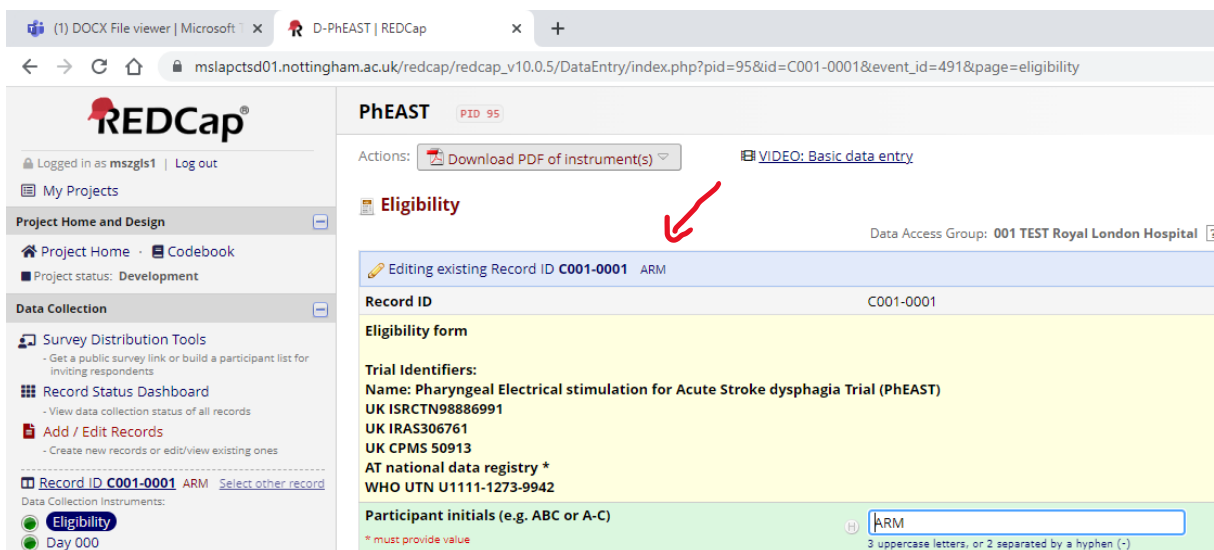 (1) DOCX File viewer | Microsoft
D-PhEAST | REDCap
mslapctsd01.nottingham.ac.uk/redcap/redcap_v10.0.5/DataEntry/index.php?pid=95&id=C001-0001&event_id=491&page=eligibility
REDCap®
Logged in as mszgls1 | Log out
My Projects
Project Home and Design
Project Home · Codebook
Project status: Development
Data Collection
Survey Distribution Tools
- Get a public survey link or build a participant list for
inviting respondents
Record Status Dashboard
- View data collection status of all records
Add / Edit Records
- Create new records or edit/view existing ones
Record ID C001-0001 ARM Select other record
Data Collection Instruments:
Eligibility
Day 000
PhEAST PID 95
Actions: Download PDF of instrument(s) VIDEO: Basic data entry
Eligibility
Data Access Group: 001 TEST Royal London Hospital ?
Editing existing Record ID C001-0001 ARM
Record ID C001-0001
Eligibility form
Trial Identifiers:
Name: Pharyngeal Electrical stimulation for Acute Stroke dysphagia Trial (PhEAST)
UK ISRCTN98886991
UK IRAS306761
UK CPMS 50913
AT national data registry *
WHO UTN U1111-1273-9942
Participant initials (e.g. ABC or A-C) H ARM
* must provide value
3 uppercase letters, or 2 separated by a hyphen (-)